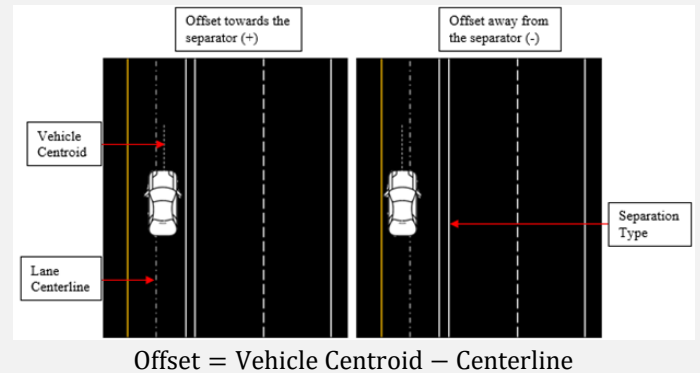 Offset towards the
separator (+)
Offset away from
the separator (-)
Vehicle
Centroid
Separation
Type
Lane
Centerline
Offset = Vehicle Centroid − Centerline